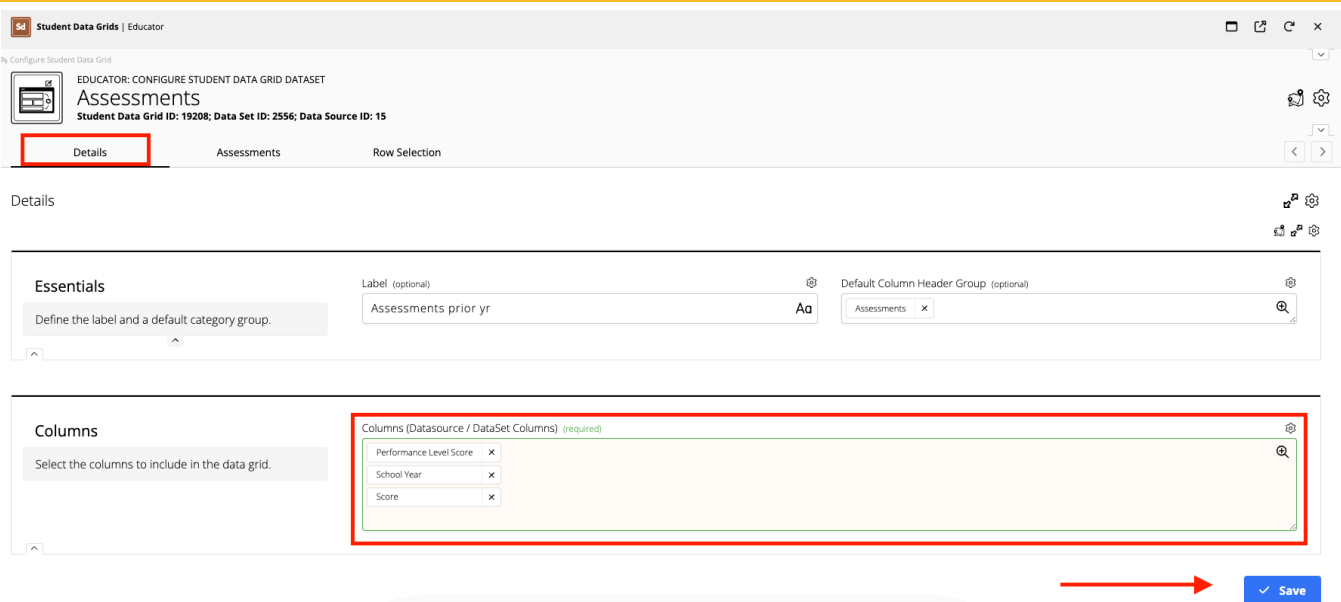 Sd Student Data Grids | Educator
Configure Student Data Grid
EDUCATOR: CONFIGURE STUDENT DATA GRID DATASET
Assessments
Student Data Grid ID: 19208; Data Set ID: 2556; Data Source ID: 15
Details Assessments Row Selection
Details
Essentials
Define the label and a default category group.
Label (optional)
Assessments prior yr Aa
Default Column Header Group (optional)
Assessments
Columns
Select the columns to include in the data grid.
Columns (Datasource / DataSet Columns) (required)
Performance Level Score
School Year
Score
Save